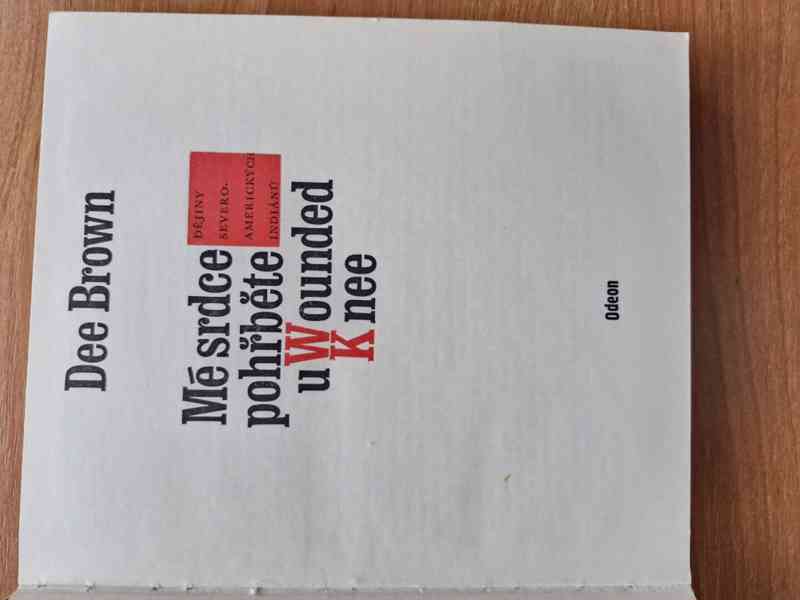 Dee Brown
Mé srdce
pohřběte
u Wounded
Knee
DĚJINY
SEVERO-
AMERICKÝCH
INDIÁNŮ
Odeon